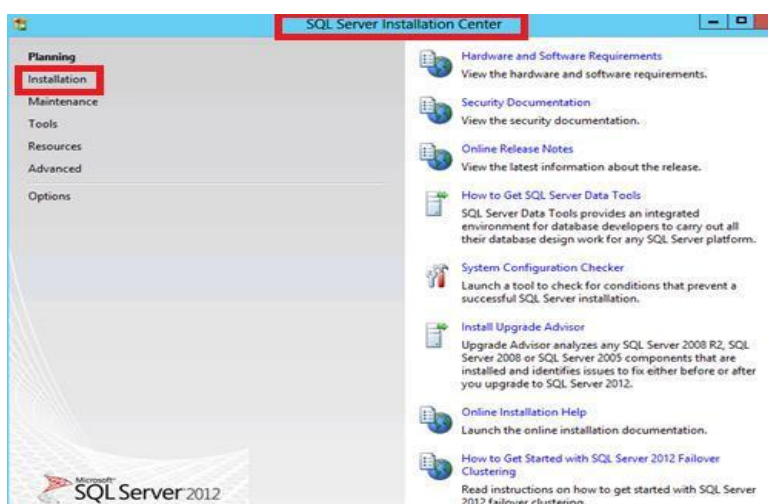 SQL Server Installation Center
Planning
Installation
Maintenance
Tools
Resources
Advanced
Options
Hardware and Software Requirements
View the hardware and software requirements.
Security Documentation
View the security documentation.
Online Release Notes
View the latest information about the release.
How to Get SQL Server Data Tools
SQL Server Data Tools provides an integrated
environment for database developers to carry out all
their database design work for any SQL Server platform.
System Configuration Checker
Launch a tool to check for conditions that prevent a
successful SQL Server installation.
Install Upgrade Advisor
Upgrade Advisor analyzes any SQL Server 2008 R2, SQL
Server 2008 or SQL Server 2005 components that are
installed and identifies issues to fix either before or after
you upgrade to SQL Server 2012.
Online Installation Help
Launch the online installation documentation.
How to Get Started with SQL Server 2012 Failover
Clustering
Read instructions on how to get started with SQL Server
2012 failover clustering.
Microsoft
SQL Server 2012